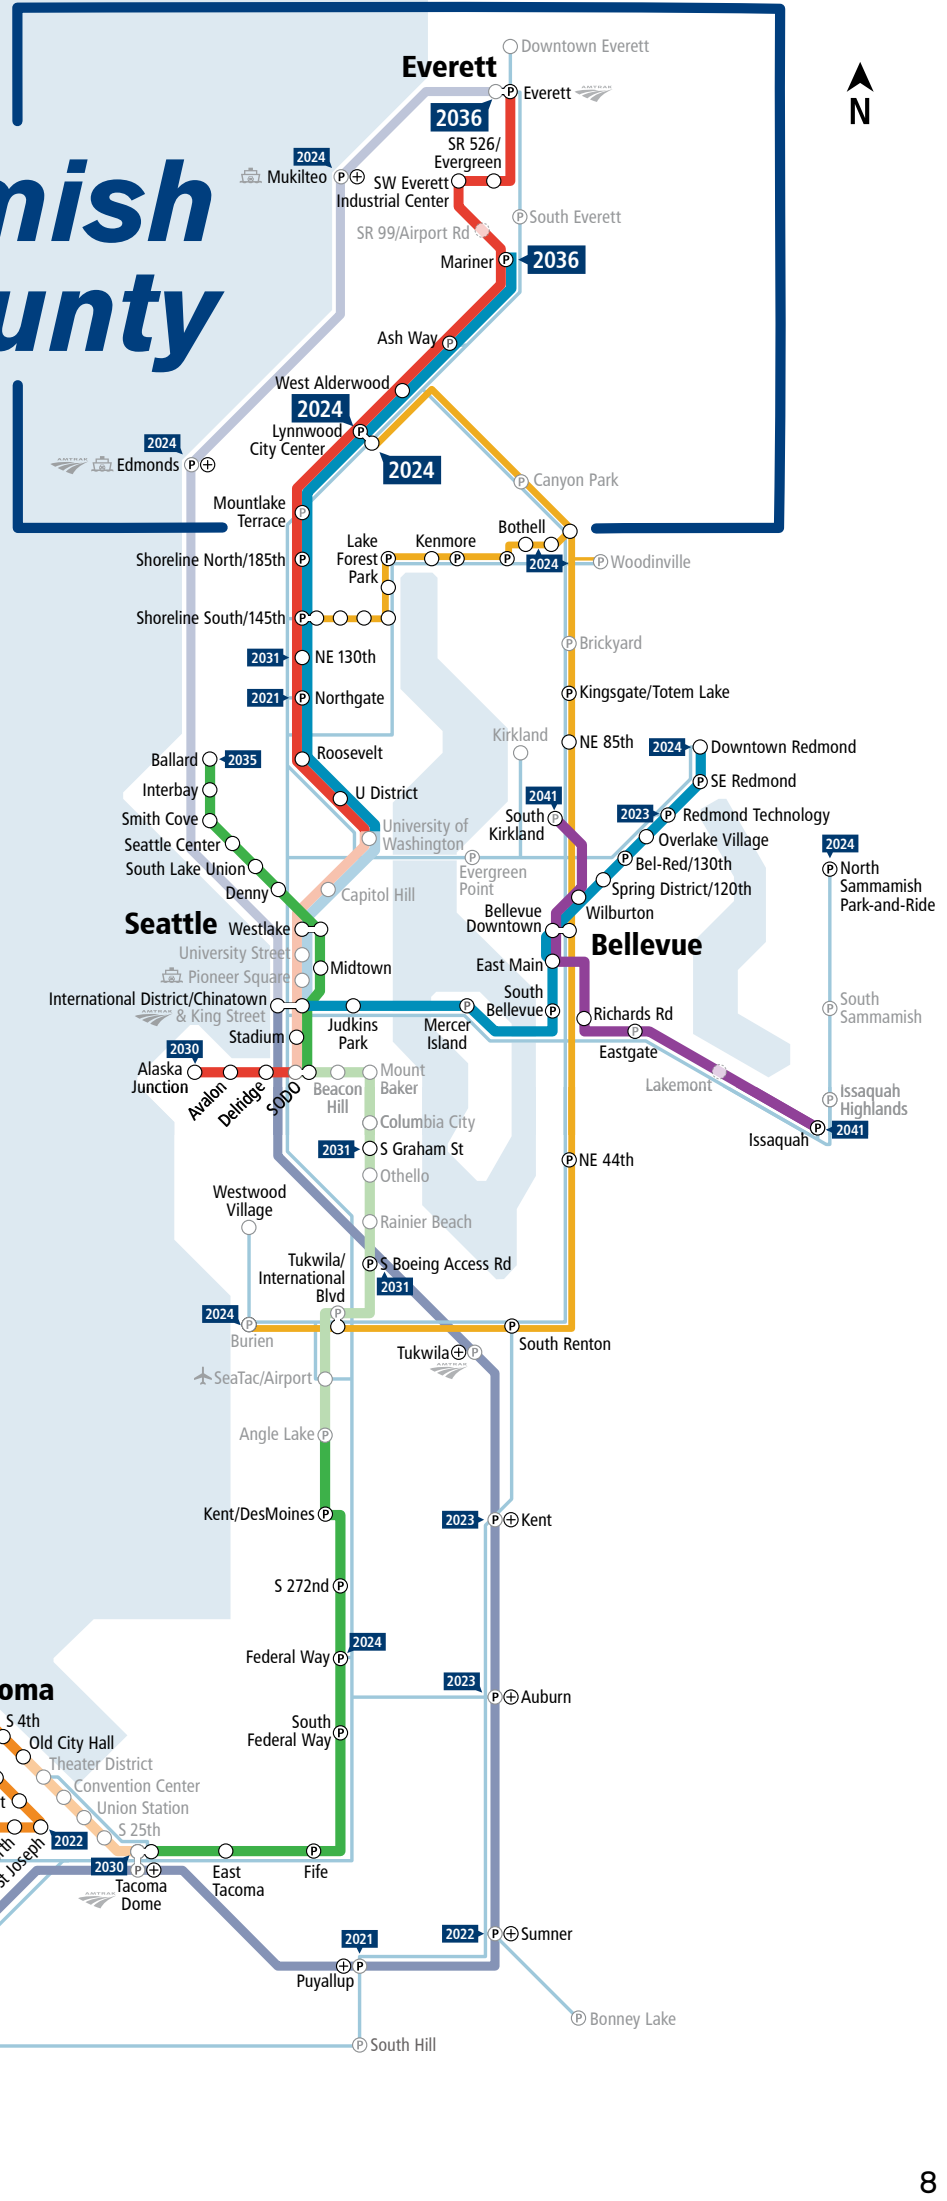 Downtown Everett
Everett
Everett
AMTRAK
N
2036
SR 526/
Evergreen
2024
Mukilteo
SW Everett
Industrial Center
South Everett
SR 99/Airport Rd
mish
Mariner
2036
unty
Ash Way
West Alderwood
2024
Lynnwood
City Center
2024
Edmonds
AMTRAK
2024
Canyon Park
Mountlake
Terrace
Bothell
Lake
Forest
Park
Kenmore
2024
Woodinville
Shoreline North/185th
Shoreline South/145th
Brickyard
2031
NE 130th
2021
Northgate
Kingsgate/Totem Lake
Kirkland
NE 85th
2024
Downtown Redmond
Roosevelt
Ballard
2035
SE Redmond
Interbay
U District
2041
South
Kirkland
2023
Redmond Technology
Smith Cove
University of
Washington
Overlake Village
2024
Seattle Center
Bel-Red/130th
South Lake Union
Evergreen
Point
North
Sammamish
Park-and-Ride
Denny
Capitol Hill
Spring District/120th
Wilburton
Bellevue
Downtown
Seattle
Westlake
Bellevue
University Street
Midtown
East Main
Pioneer Square
International District/Chinatown
& King Street
AMTRAK
South
Bellevue
South
Sammamish
Judkins
Park
Mercer
Island
Richards Rd
Stadium
Eastgate
2030
Alaska
Junction
Avalon
Delridge
SODO
Beacon
Hill
Mount
Baker
Lakemont
Issaquah
Highlands
Columbia City
2041
Issaquah
2031
S Graham St
NE 44th
Othello
Westwood
Village
Rainier Beach
Tukwila/
International
Blvd
S Boeing Access Rd
2031
2024
Burien
South Renton
Tukwila
AMTRAK
SeaTac/Airport
Angle Lake
Kent/DesMoines
2023
Kent
S 272nd
2024
Federal Way
2023
Auburn
oma
S 4th
South
Federal Way
Old City Hall
Theater District
Convention Center
t
Union Station
S 25th
2022
rth
St Joseph
2030
Tacoma
Dome
AMTRAK
East
Tacoma
Fife
2021
2022
Sumner
Puyallup
Bonney Lake
South Hill
8